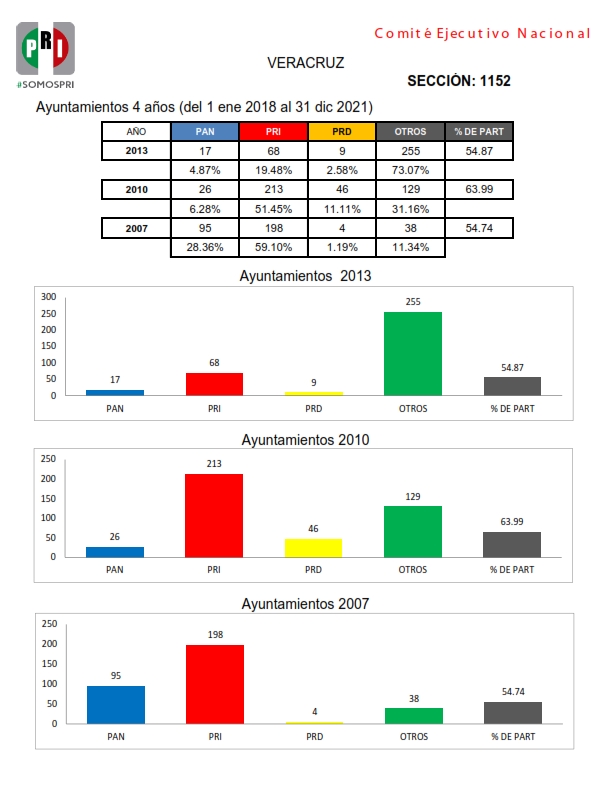 Comité Ejecutivo Nacional
PRI
#SOMOSPRI
VERACRUZ
SECCIÓN: 1152
Ayuntamientos 4 años (del 1 ene 2018 al 31 dic 2021)
AÑO PAN PRI PRD OTROS % DE PART
2013 17 68 9 255 54.87
4.87% 19.48% 2.58% 73.07%
2010 26 213 46 129 63.99
6.28% 51.45% 11.11% 31.16%
2007 95 198 4 38 54.74
28.36% 59.10% 1.19% 11.34%
Ayuntamientos 2013
300
250
200
150
100
50
0
17 68 9 255 54.87
PAN PRI PRD OTROS % DE PART
Ayuntamientos 2010
250
200
150
100
50
0
26 213 46 129 63.99
PAN PRI PRD OTROS % DE PART
Ayuntamientos 2007
250
200
150
100
50
0
95 198 4 38 54.74
PAN PRI PRD OTROS % DE PART